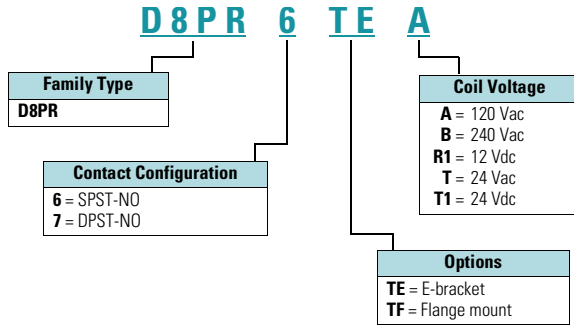 D8PR 6 TE A
Family Type
D8PR
Contact Configuration
6 = SPST-NO
7 = DPST-NO
Coil Voltage
A = 120 Vac
B = 240 Vac
R1 = 12 Vdc
T = 24 Vac
T1 = 24 Vdc
Options
TE = E-bracket
TF = Flange mount